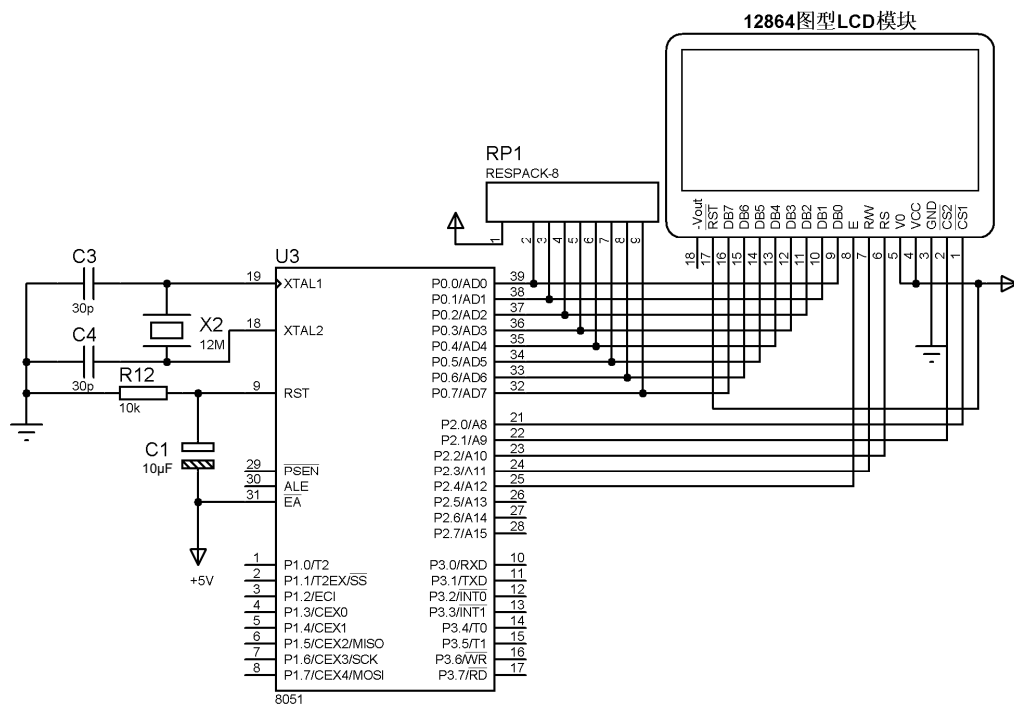 12864图型LCD模块
RP1
RESPACK-8
-Vout
RST
DB7
DB6
DB5
DB4
DB3
DB2
DB1
DB0
E
R/W
RS
V0
VCC
GND
CS2
CS1
18
17
16
15
14
13
12
11
10
9
8
7
6
5
4
3
2
1
1
2
3
4
5
6
7
8
9
C3
30p
C4
30p
X2
12M
R12
10k
C1
10µF
+5V
U3
19 XTAL1
18 XTAL2
9 RST
29 PSEN
30 ALE
31 EA
1 P1.0/T2
2 P1.1/T2EX/SS
3 P1.2/ECI
4 P1.3/CEX0
5 P1.4/CEX1
6 P1.5/CEX2/MISO
7 P1.6/CEX3/SCK
8 P1.7/CEX4/MOSI
P0.0/AD0 39
P0.1/AD1 38
P0.2/AD2 37
P0.3/AD3 36
P0.4/AD4 35
P0.5/AD5 34
P0.6/AD6 33
P0.7/AD7 32
P2.0/A8 21
P2.1/A9 22
P2.2/A10 23
P2.3/A11 24
P2.4/A12 25
P2.5/A13 26
P2.6/A14 27
P2.7/A15 28
P3.0/RXD 10
P3.1/TXD 11
P3.2/INT0 12
P3.3/INT1 13
P3.4/T0 14
P3.5/T1 15
P3.6/WR 16
P3.7/RD 17
8051